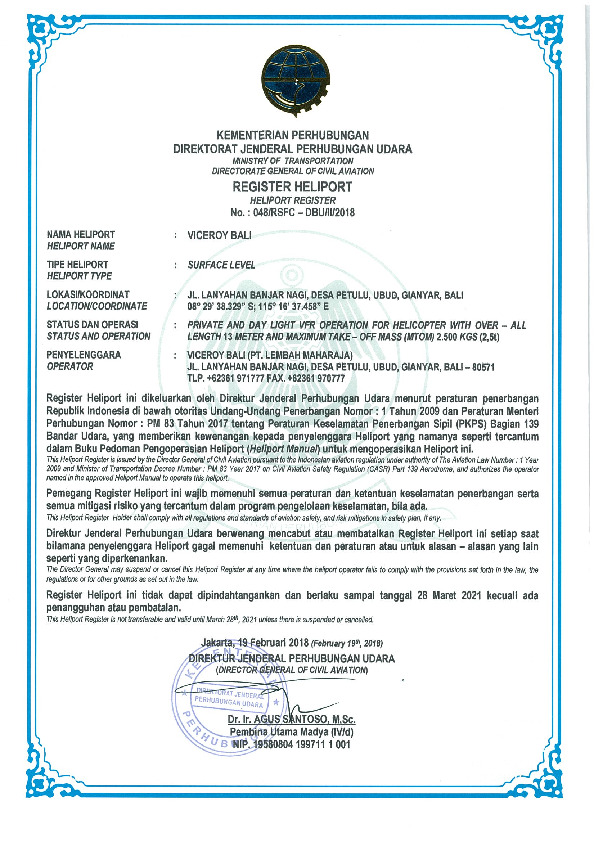 KEMENTERIAN PERHUBUNGAN
DIREKTORAT JENDERAL PERHUBUNGAN UDARA
MINISTRY OF TRANSPORTATION
DIRECTORATE GENERAL OF CIVIL AVIATION
REGISTER HELIPORT
HELIPORT REGISTER
No. : 048/RSFC – DBU/II/2018
NAMA HELIPORT : VICEROY BALI
HELIPORT NAME
TIPE HELIPORT : SURFACE LEVEL
HELIPORT TYPE
LOKASI/KOORDINAT : JL. LANYAHAN BANJAR NAGI, DESA PETULU, UBUD, GIANYAR, BALI
LOCATION/COORDINATE 08° 29' 38.329" S; 115° 16' 37.458" E
STATUS DAN OPERASI : PRIVATE AND DAY LIGHT VFR OPERATION FOR HELICOPTER WITH OVER – ALL
STATUS AND OPERATION LENGTH 13 METER AND MAXIMUM TAKE – OFF MASS (MTOM) 2.500 KGS (2,5t)
PENYELENGGARA : VICEROY BALI (PT. LEMBAH MAHARAJA)
OPERATOR JL. LANYAHAN BANJAR NAGI, DESA PETULU, UBUD, GIANYAR, BALI – 80571
TLP. +62361 971777 FAX. +62361 970777
Register Heliport ini dikeluarkan oleh Direktur Jenderal Perhubungan Udara menurut peraturan penerbangan
Republik Indonesia di bawah otoritas Undang-Undang Penerbangan Nomor : 1 Tahun 2009 dan Peraturan Menteri
Perhubungan Nomor : PM 83 Tahun 2017 tentang Peraturan Keselamatan Penerbangan Sipil (PKPS) Bagian 139
Bandar Udara, yang memberikan kewenangan kepada penyelenggara Heliport yang namanya seperti tercantum
dalam Buku Pedoman Pengoperasian Heliport (Heliport Manual) untuk mengoperasikan Heliport ini.
This Heliport Register is issued by the Director General of Civil Aviation pursuant to the Indonesian aviation regulation under authority of The Aviation Law Number : 1 Year
2009 and Minister of Transportation Decree Number : PM 83 Year 2017 on Civil Aviation Safety Regulation (CASR) Part 139 Aerodrome, and authorizes the operator
named in the approved Heliport Manual to operate this heliport.
Pemegang Register Heliport ini wajib memenuhi semua peraturan dan ketentuan keselamatan penerbangan serta
semua mitigasi risiko yang tercantum dalam program pengelolaan keselamatan, bila ada.
This Heliport Register Holder shall comply with all regulations and standards of aviation safety, and risk mitigations in safety plan, if any.
Direktur Jenderal Perhubungan Udara berwenang mencabut atau membatalkan Register Heliport ini setiap saat
bilamana penyelenggara Heliport gagal memenuhi ketentuan dan peraturan atau untuk alasan – alasan yang lain
seperti yang diperkenankan.
The Director General may suspend or cancel this Heliport Register at any time where the heliport operator fails to comply with the provisions set forth in the law, the
regulations or for other grounds as set out in the law.
Register Heliport ini tidak dapat dipindahtangankan dan berlaku sampai tanggal 28 Maret 2021 kecuali ada
penangguhan atau pembatalan.
This Heliport Register is not transferable and valid until March 28th, 2021 unless there is suspended or cancelled.
Jakarta, 19 Februari 2018 (February 19th, 2018)
DIREKTUR JENDERAL PERHUBUNGAN UDARA
(DIRECTOR GENERAL OF CIVIL AVIATION)
KEMENTERIAN
DIREKTORAT JENDERAL
PERHUBUNGAN UDARA
PERHUBUNGAN
Dr. Ir. AGUS SANTOSO, M.Sc.
Pembina Utama Madya (IV/d)
NIP. 19580804 199711 1 001